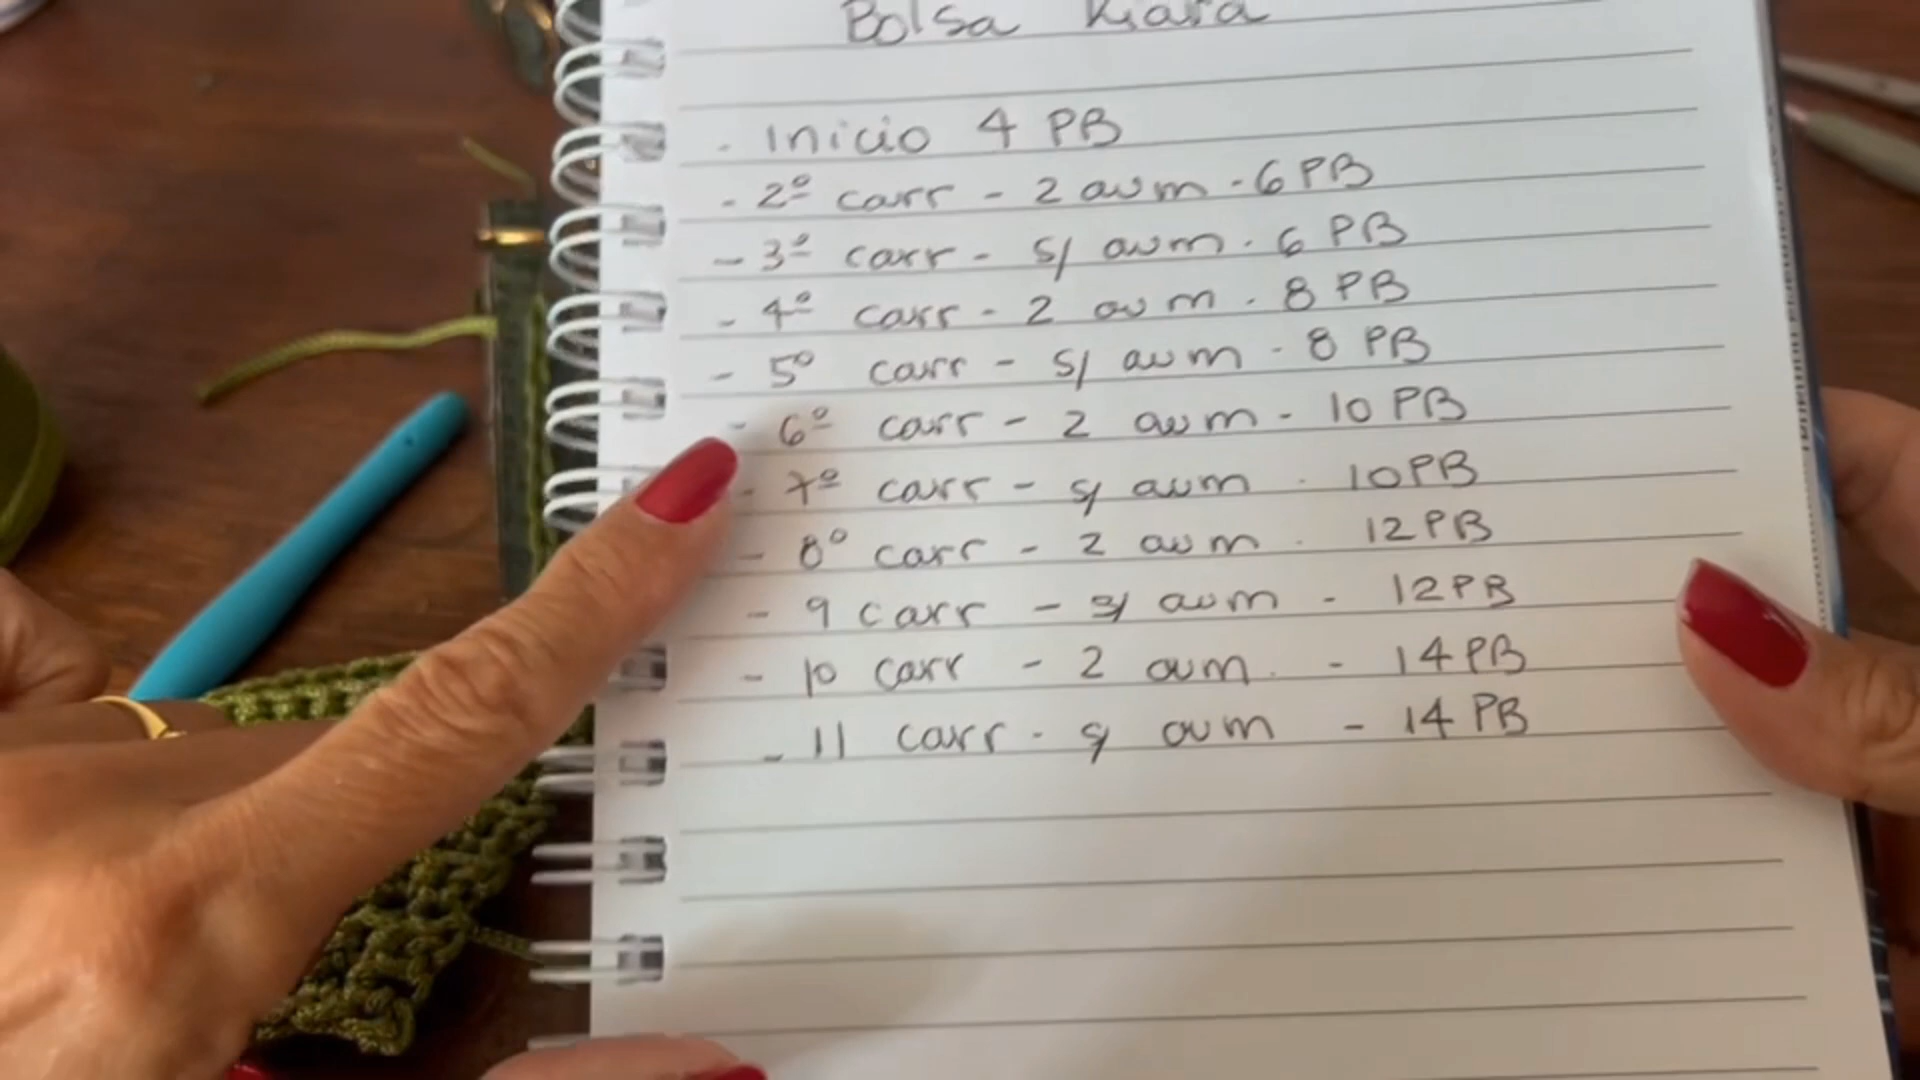 Bolsa Kiara
. Inicio 4 PB
- 2º carr - 2 aum - 6 PB
- 3º carr - s/ aum . 6 PB
- 4º carr - 2 aum . 8 PB
- 5º carr - s/ aum - 8 PB
- 6º carr - 2 aum - 10 PB
- 7º carr - s/ aum . 10 PB
- 8º carr - 2 aum . 12 PB
- 9 carr - s/ aum - 12 PB
- 10 carr - 2 aum . - 14 PB
- 11 carr - s/ aum - 14 PB